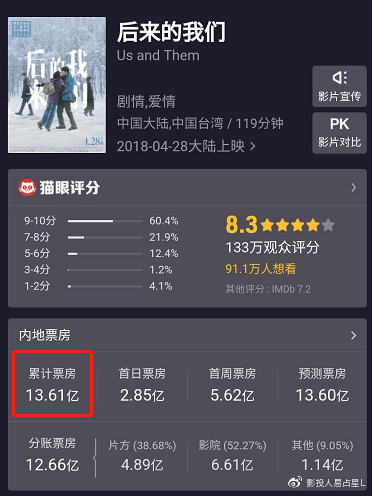 后来的我们
Us and Them
剧情,爱情
中国大陆,中国台湾 / 119分钟
2018-04-28大陆上映 >
影片宣传
PK
影片对比
后来的我们
4.28
猫眼评分 >
9-10分 60.4%
7-8分 21.9%
5-6分 12.4%
3-4分 1.2%
1-2分 4.1%
8.3
133万观众评分
91.1万人想看
其他评分 : IMDb 7.2
内地票房 >
累计票房 首日票房 首周票房 预测票房
13.61亿 2.85亿 5.62亿 13.60亿
分账票房 片方 (38.68%) 影院 (52.27%) 其他 (9.05%)
12.66亿 4.89亿 6.61亿 1.14亿
影投人易占星L